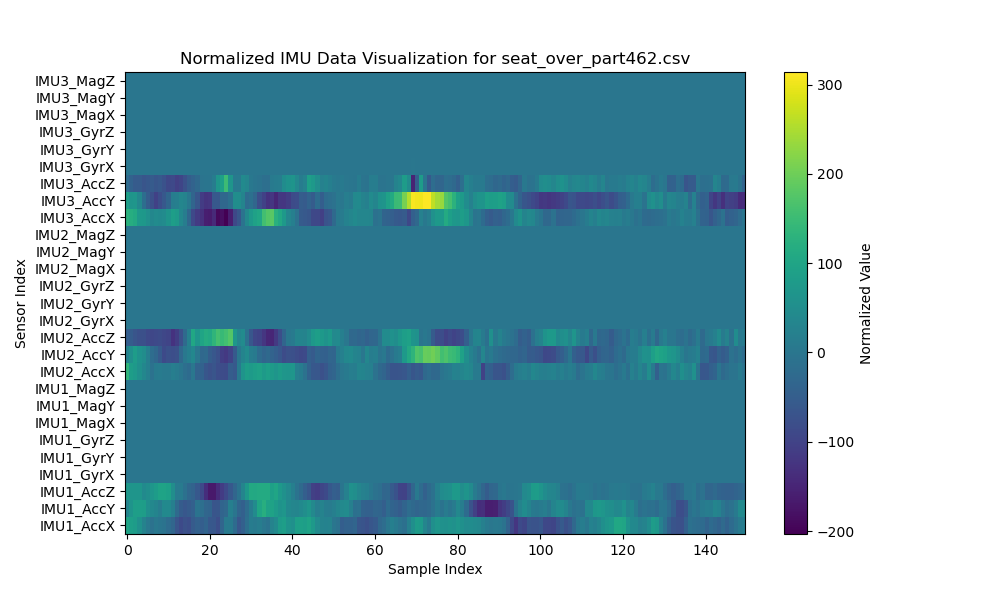 Normalized IMU Data Visualization for seat_over_part462.csv
IMU3_MagZ
IMU3_MagY
IMU3_MagX
IMU3_GyrZ
IMU3_GyrY
IMU3_GyrX
IMU3_AccZ
IMU3_AccY
IMU3_AccX
IMU2_MagZ
IMU2_MagY
IMU2_MagX
IMU2_GyrZ
IMU2_GyrY
IMU2_GyrX
IMU2_AccZ
IMU2_AccY
IMU2_AccX
IMU1_MagZ
IMU1_MagY
IMU1_MagX
IMU1_GyrZ
IMU1_GyrY
IMU1_GyrX
IMU1_AccZ
IMU1_AccY
IMU1_AccX
Sensor Index
0 20 40 60 80 100 120 140
Sample Index
300
200
100
0
−100
−200
Normalized Value